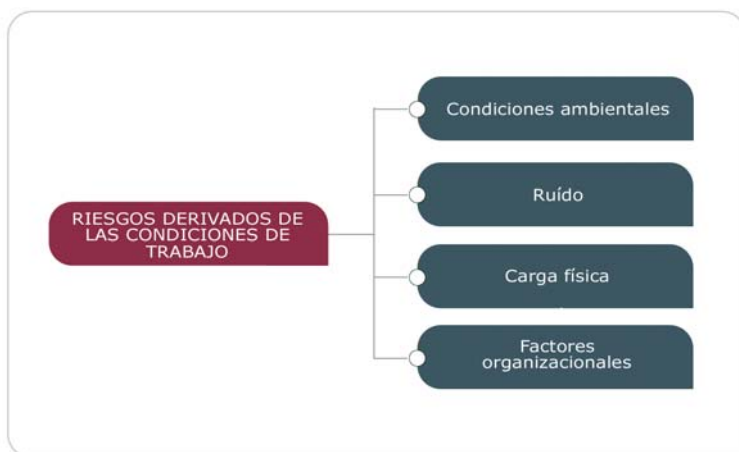 Condiciones ambientales
Ruído
RIESGOS DERIVADOS DE
LAS CONDICIONES DE
TRABAJO
Carga física
Factores
organizacionales